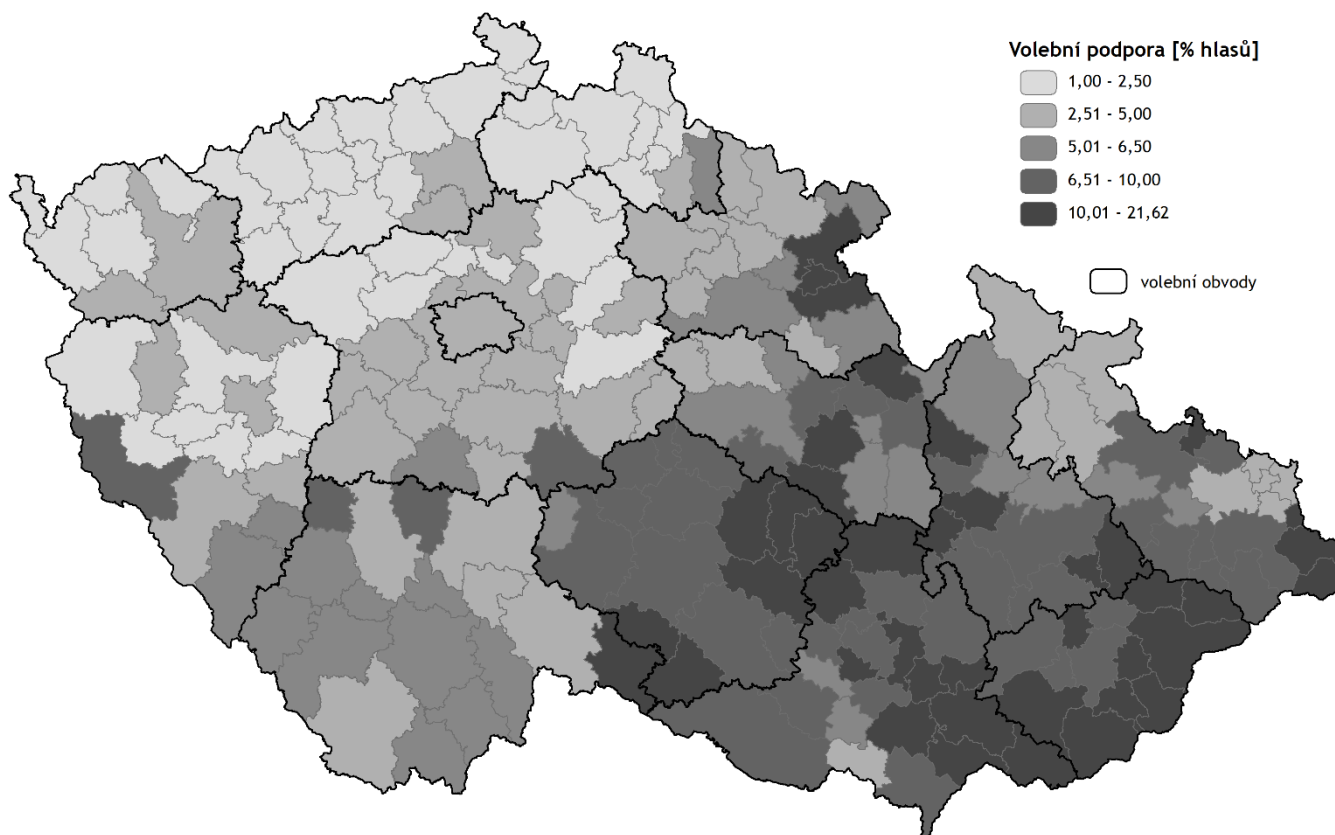 Volební podpora [% hlasů]
1,00 - 2,50
2,51 - 5,00
5,01 - 6,50
6,51 - 10,00
10,01 - 21,62
volební obvody